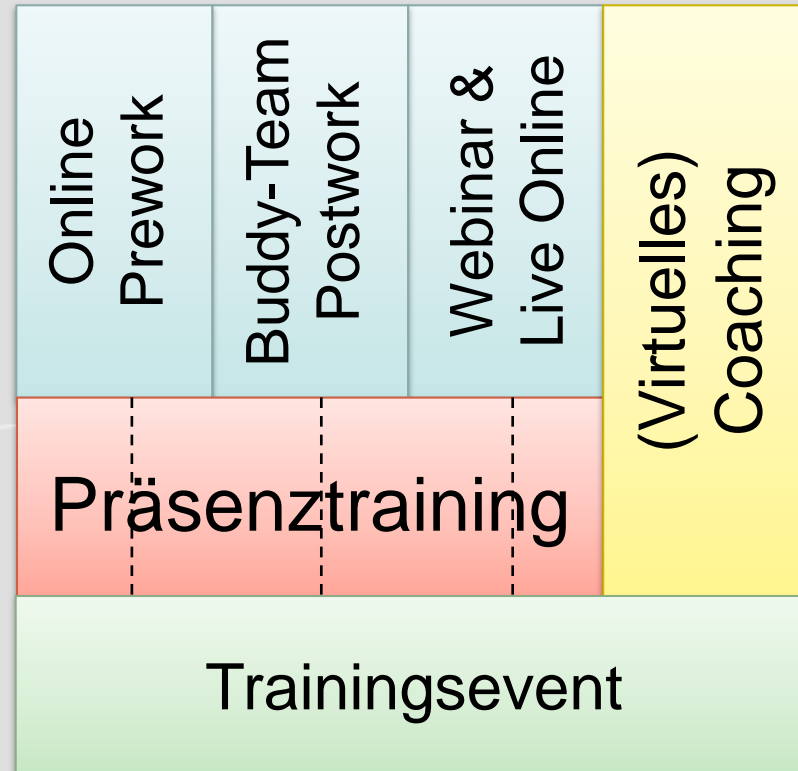 Online
Prework
Buddy-Team
Postwork
Webinar &
Live Online
(Virtuelles)
Coaching
Präsenztraining
Trainingsevent